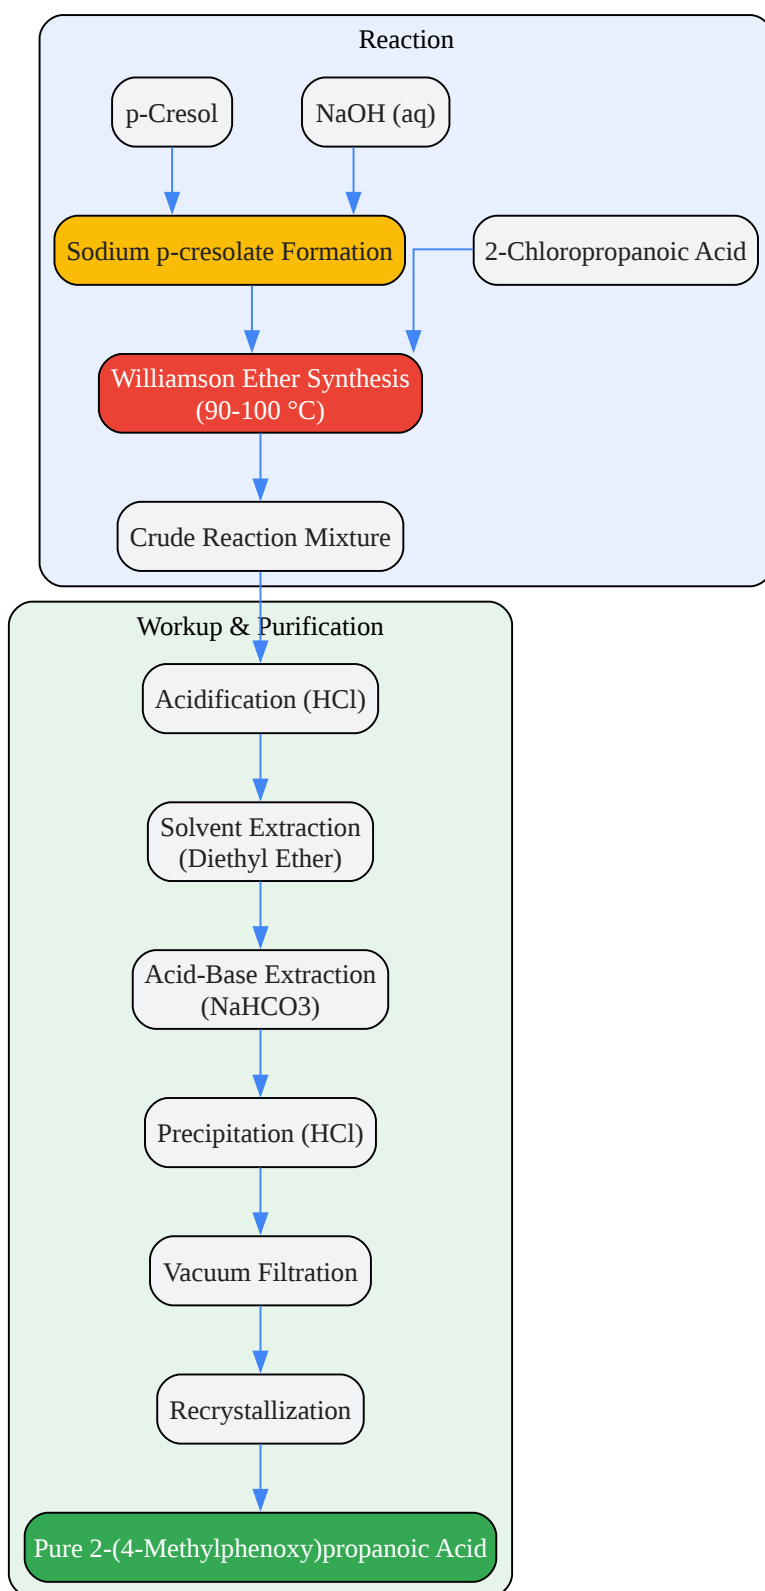 Reaction
p-Cresol
NaOH (aq)
Sodium p-cresolate Formation
2-Chloropropanoic Acid
Williamson Ether Synthesis
(90-100 °C)
Crude Reaction Mixture
Workup & Purification
Acidification (HCl)
Solvent Extraction
(Diethyl Ether)
Acid-Base Extraction
(NaHCO3)
Precipitation (HCl)
Vacuum Filtration
Recrystallization
Pure 2-(4-Methylphenoxy)propanoic Acid